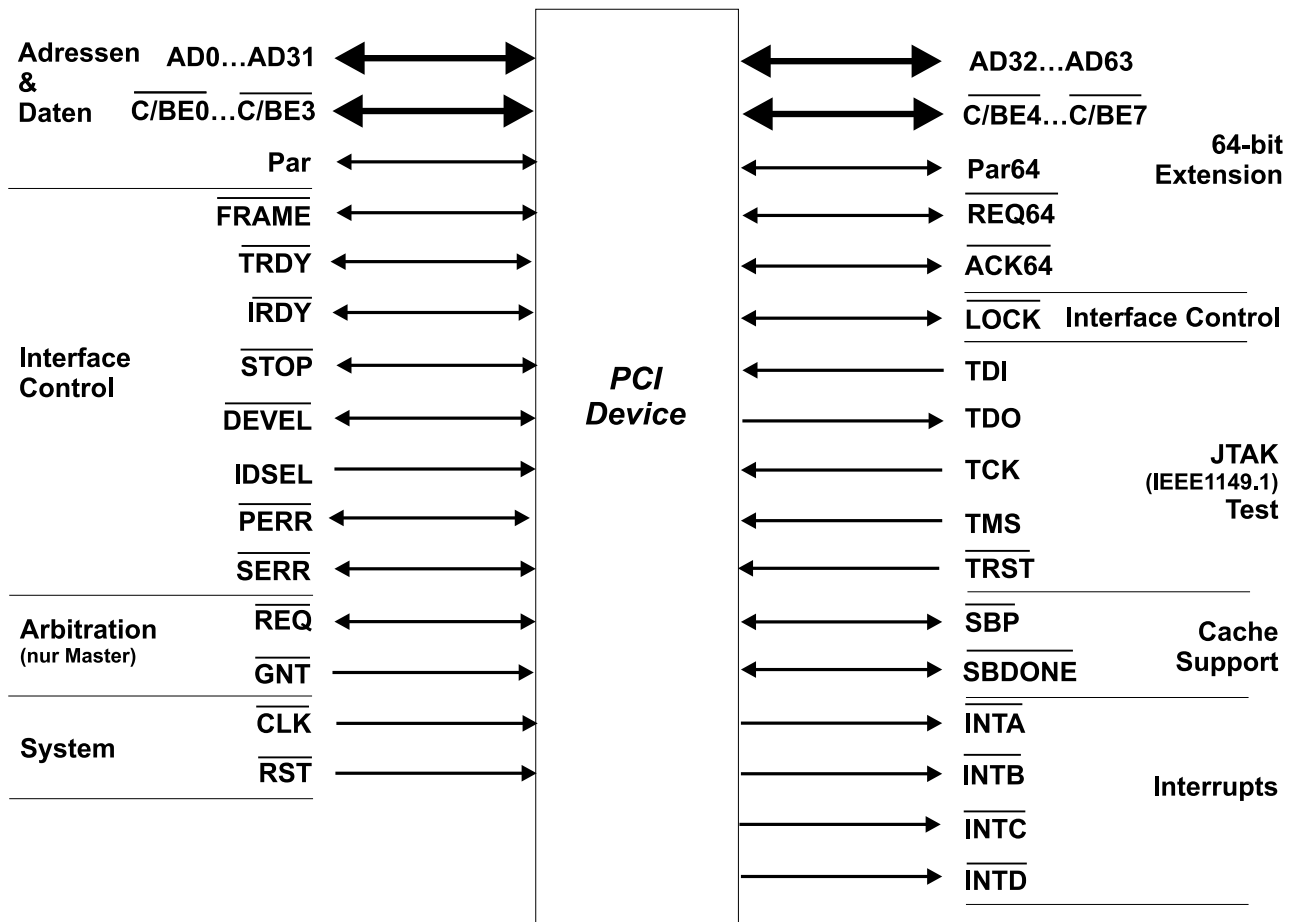 Adressen
&
Daten
AD0...AD31
C/BE0...C/BE3
Par
Interface
Control
FRAME
TRDY
IRDY
STOP
DEVEL
IDSEL
PERR
SERR
Arbitration
(nur Master)
REQ
GNT
System
CLK
RST
PCI
Device
AD32...AD63
C/BE4...C/BE7
64-bit
Extension
Par64
REQ64
ACK64
LOCK Interface Control
TDI
TDO
TCK
TMS
TRST
JTAK
(IEEE1149.1)
Test
SBP
SBDONE
Cache
Support
INTA
INTB
INTC
INTD
Interrupts